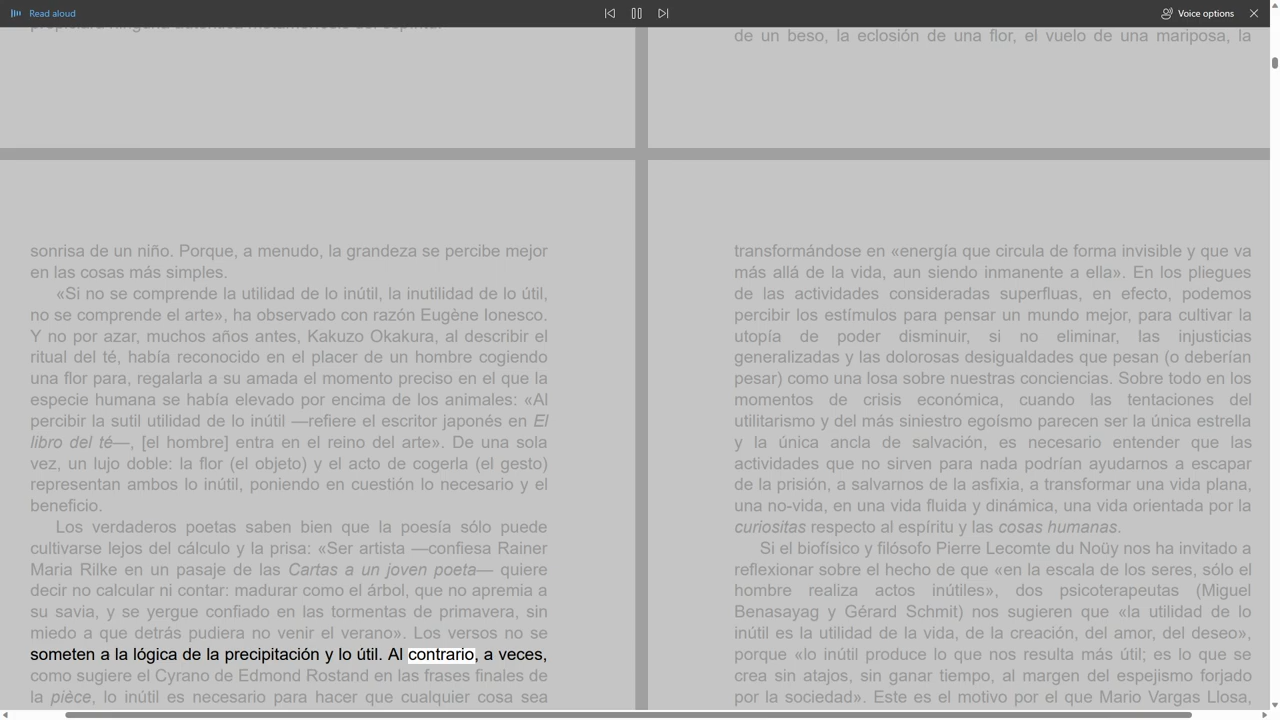 Read aloud
Voice options
propiciará ninguna auténtica metamorfosis del espíritu.
de un beso, la eclosión de una flor, el vuelo de una mariposa, la
sonrisa de un niño. Porque, a menudo, la grandeza se percibe mejor
en las cosas más simples.
«Si no se comprende la utilidad de lo inútil, la inutilidad de lo útil,
no se comprende el arte», ha observado con razón Eugène Ionesco.
Y no por azar, muchos años antes, Kakuzo Okakura, al describir el
ritual del té, había reconocido en el placer de un hombre cogiendo
una flor para, regalarla a su amada el momento preciso en el que la
especie humana se había elevado por encima de los animales: «Al
percibir la sutil utilidad de lo inútil —refiere el escritor japonés en El
libro del té—, [el hombre] entra en el reino del arte». De una sola
vez, un lujo doble: la flor (el objeto) y el acto de cogerla (el gesto)
representan ambos lo inútil, poniendo en cuestión lo necesario y el
beneficio.
Los verdaderos poetas saben bien que la poesía sólo puede
cultivarse lejos del cálculo y la prisa: «Ser artista —confiesa Rainer
Maria Rilke en un pasaje de las Cartas a un joven poeta— quiere
decir no calcular ni contar: madurar como el árbol, que no apremia a
su savia, y se yergue confiado en las tormentas de primavera, sin
miedo a que detrás pudiera no venir el verano». Los versos no se
someten a la lógica de la precipitación y lo útil. Al contrario, a veces,
como sugiere el Cyrano de Edmond Rostand en las frases finales de
la pièce, lo inútil es necesario para hacer que cualquier cosa sea
transformándose en «energía que circula de forma invisible y que va
más allá de la vida, aun siendo inmanente a ella». En los pliegues
de las actividades consideradas superfluas, en efecto, podemos
percibir los estímulos para pensar un mundo mejor, para cultivar la
utopía de poder disminuir, si no eliminar, las injusticias
generalizadas y las dolorosas desigualdades que pesan (o deberían
pesar) como una losa sobre nuestras conciencias. Sobre todo en los
momentos de crisis económica, cuando las tentaciones del
utilitarismo y del más siniestro egoísmo parecen ser la única estrella
y la única ancla de salvación, es necesario entender que las
actividades que no sirven para nada podrían ayudarnos a escapar
de la prisión, a salvarnos de la asfixia, a transformar una vida plana,
una no-vida, en una vida fluida y dinámica, una vida orientada por la
curiositas respecto al espíritu y las cosas humanas.
Si el biofísico y filósofo Pierre Lecomte du Noüy nos ha invitado a
reflexionar sobre el hecho de que «en la escala de los seres, sólo el
hombre realiza actos inútiles», dos psicoterapeutas (Miguel
Benasayag y Gérard Schmit) nos sugieren que «la utilidad de lo
inútil es la utilidad de la vida, de la creación, del amor, del deseo»,
porque «lo inútil produce lo que nos resulta más útil; es lo que se
crea sin atajos, sin ganar tiempo, al margen del espejismo forjado
por la sociedad». Este es el motivo por el que Mario Vargas Llosa,